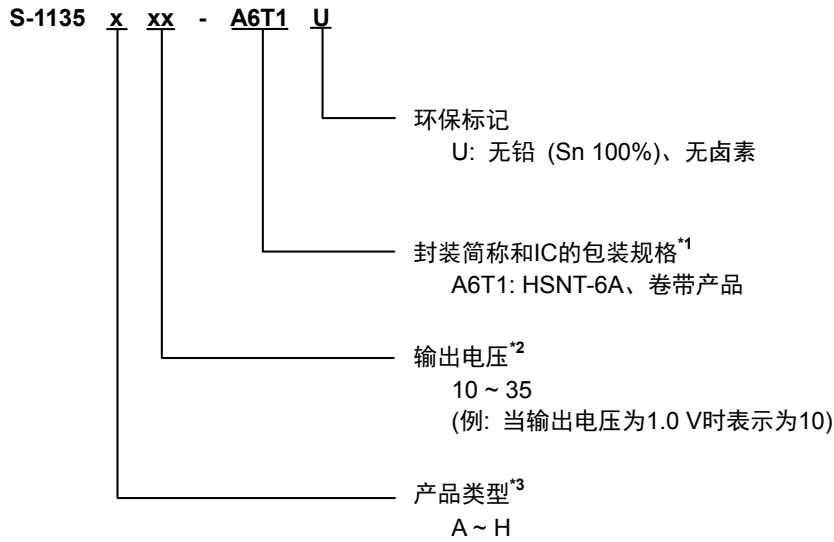 S-1135 x xx - A6T1 U
环保标记
U: 无铅 (Sn 100%)、无卤素
封装简称和IC的包装规格*1
A6T1: HSNT-6A、卷带产品
输出电压*2
10 ~ 35
(例: 当输出电压为1.0 V时表示为10)
产品类型*3
A ~ H